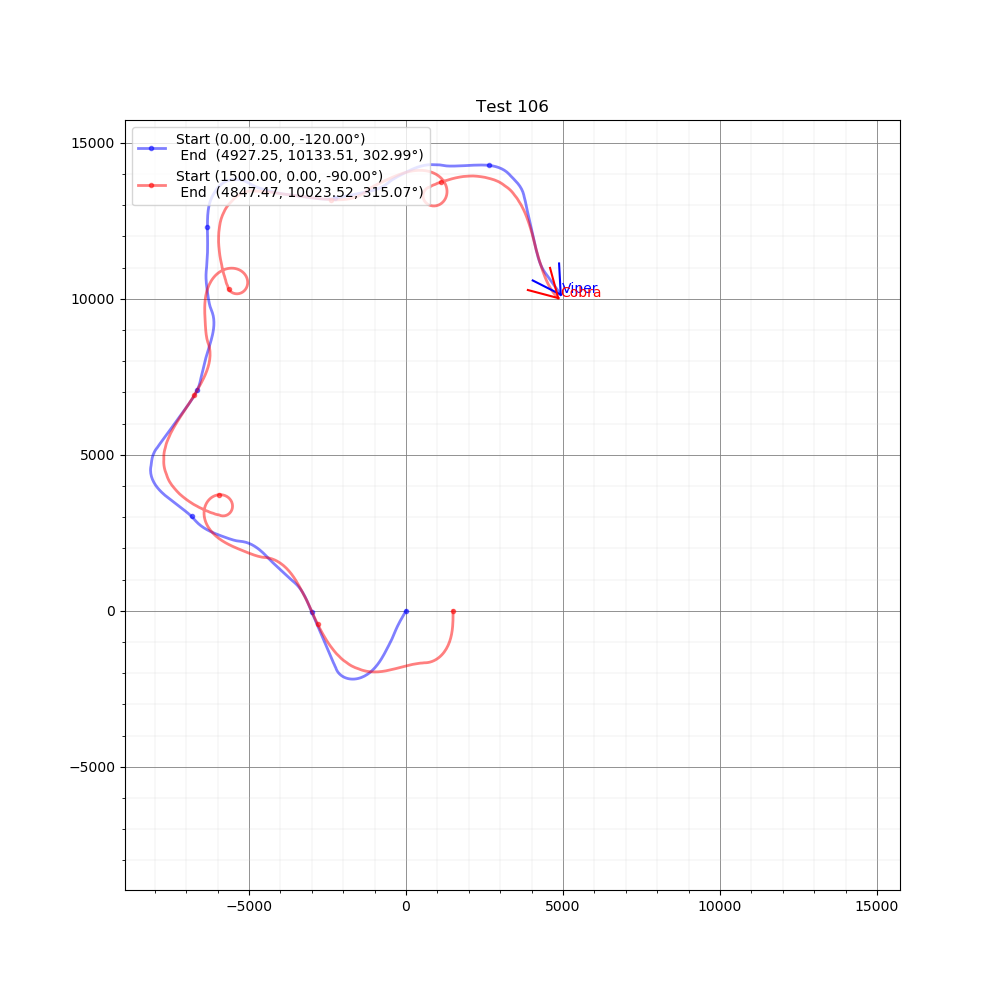 Test 106
Start (0.00, 0.00, -120.00°)
End  (4927.25, 10133.51, 302.99°)
Start (1500.00, 0.00, -90.00°)
End  (4847.47, 10023.52, 315.07°)
15000
10000
5000
0
−5000
Viper
Cobra
−5000
0
5000
10000
15000